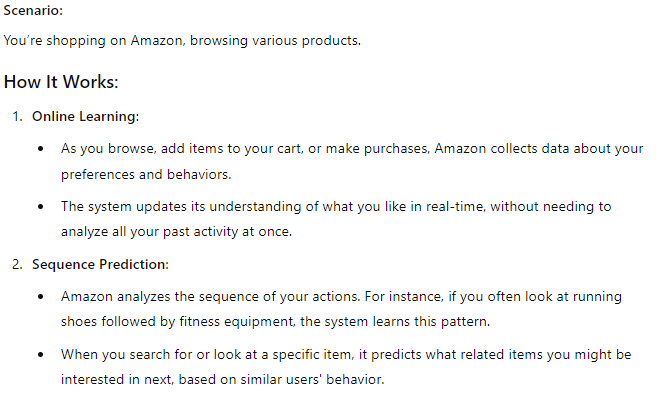 Scenario:
You're shopping on Amazon, browsing various products.
How It Works:
1. Online Learning:
• As you browse, add items to your cart, or make purchases, Amazon collects data about your
preferences and behaviors.
• The system updates its understanding of what you like in real-time, without needing to
analyze all your past activity at once.
2. Sequence Prediction:
• Amazon analyzes the sequence of your actions. For instance, if you often look at running
shoes followed by fitness equipment, the system learns this pattern.
• When you search for or look at a specific item, it predicts what related items you might be
interested in next, based on similar users' behavior.